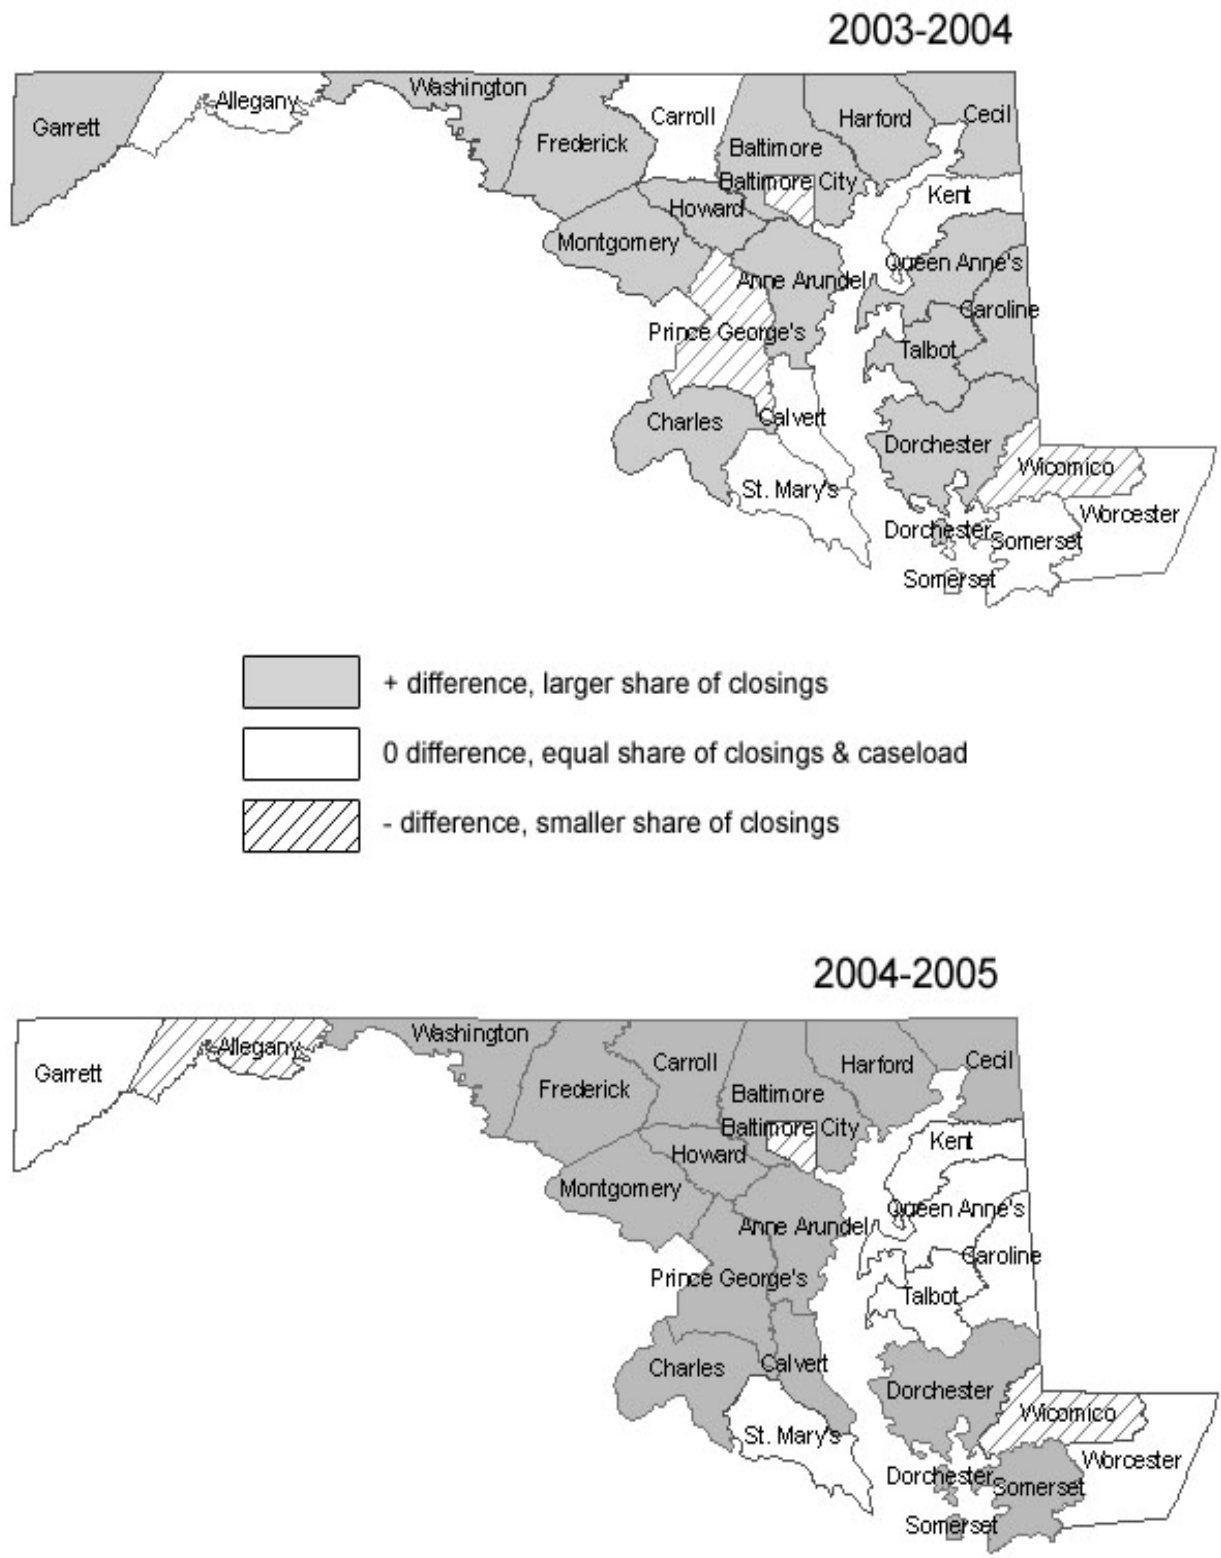 2003-2004
Washington
Allegany
Garrett
Carroll
Harford
Cecil
Frederick
Baltimore
Baltimore City
Kent
Howard
Montgomery
Queen Anne's
Anne Arundel
Caroline
Prince George's
Talbot
Charles
Calvert
Dorchester
Wicomico
St. Mary's
Worcester
Dorchester
Somerset
Somerset
+ difference, larger share of closings
0 difference, equal share of closings & caseload
- difference, smaller share of closings
2004-2005
Washington
Allegany
Garrett
Carroll
Harford
Cecil
Frederick
Baltimore
Baltimore City
Kent
Howard
Montgomery
Queen Anne's
Anne Arundel
Caroline
Prince George's
Talbot
Charles
Calvert
Dorchester
Wicomico
St. Mary's
Worcester
Dorchester
Somerset
Somerset